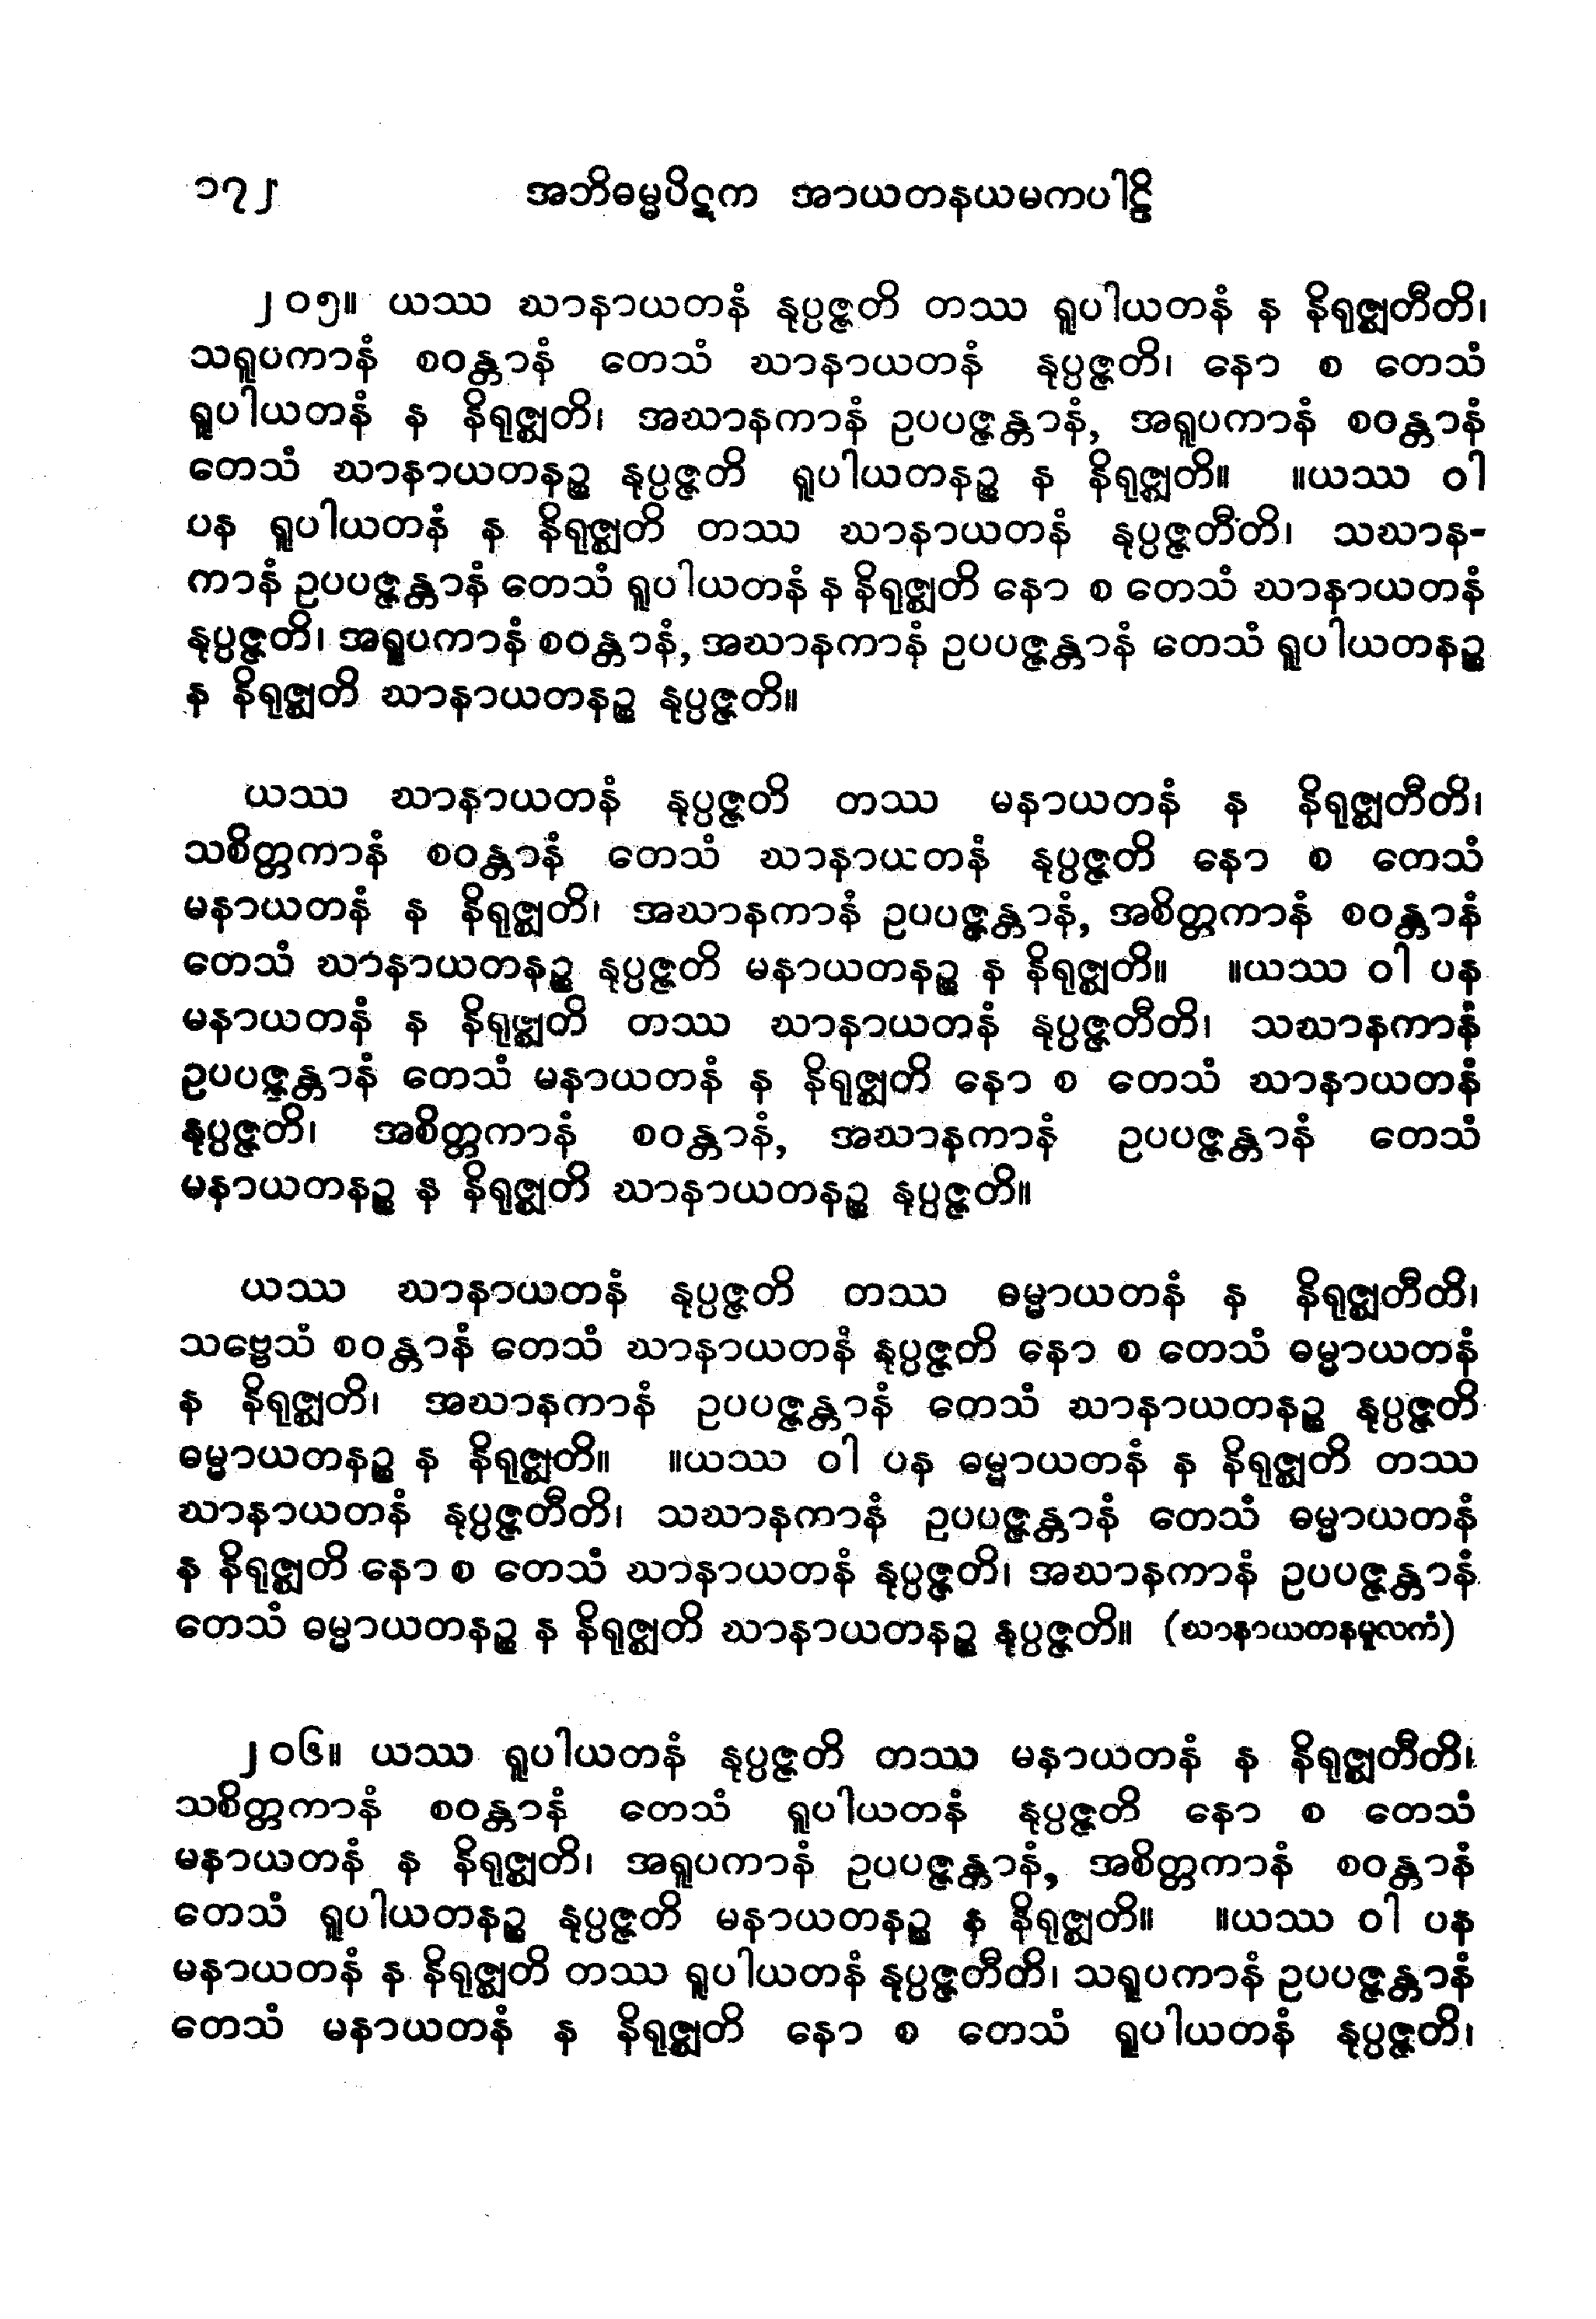 ၁၇၂ အဘိဓမ္မပိဋက အာယတနယမကပါဠိ
၂၀၅။ ယဿ ဃာနာယတနံ နုပ္ပဇ္ဇတိ တဿ ရူပါယတနံ န နိရုဇ္ဈတီတိ၊
သရူပကာနံ စဝန္တာနံ တေသံ ဃာနာယတနံ နုပ္ပဇ္ဇတိ၊ နော စ တေသံ
ရူပါယတနံ န နိရုဇ္ဈတိ၊ အဃာနကာနံ ဥပပဇ္ဇန္တာနံ, အရူပကာနံ စဝန္တာနံ
တေသံ ဃာနာယတနဉ္စ နုပ္ပဇ္ဇတိ ရူပါယတနဉ္စ န နိရုဇ္ဈတိ။ ။ယဿ ဝါ
ပန ရူပါယတနံ န နိရုဇ္ဈတိ တဿ ဃာနာယတနံ နုပ္ပဇ္ဇတီတိ၊ သဃာန-
ကာနံ ဥပပဇ္ဇန္တာနံ တေသံ ရူပါယတနံ န နိရုဇ္ဈတိ နော စ တေသံ ဃာနာယတနံ
နုပ္ပဇ္ဇတိ၊ အရူပကာနံ စဝန္တာနံ, အဃာနကာနံ ဥပပဇ္ဇန္တာနံ တေသံ ရူပါယတနဉ္စ
န နိရုဇ္ဈတိ ဃာနာယတနဉ္စ နုပ္ပဇ္ဇတိ။
ယဿ ဃာနာယတနံ နုပ္ပဇ္ဇတိ တဿ မနာယတနံ န နိရုဇ္ဈတီတိ၊
သစိတ္တကာနံ စဝန္တာနံ တေသံ ဃာနာယတနံ နုပ္ပဇ္ဇတိ နော စ တေသံ
မနာယတနံ န နိရုဇ္ဈတိ၊ အဃာနကာနံ ဥပပဇ္ဇန္တာနံ, အစိတ္တကာနံ စဝန္တာနံ
တေသံ ဃာနာယတနဉ္စ နုပ္ပဇ္ဇတိ မနာယတနဉ္စ န နိရုဇ္ဈတိ။ ။ယဿ ဝါ ပန
မနာယတနံ န နိရုဇ္ဈတိ တဿ ဃာနာယတနံ နုပ္ပဇ္ဇတီတိ၊ သဃာနကာနံ
ဥပပဇ္ဇန္တာနံ တေသံ မနာယတနံ န နိရုဇ္ဈတိ နော စ တေသံ ဃာနာယတနံ
နုပ္ပဇ္ဇတိ၊ အစိတ္တကာနံ စဝန္တာနံ, အဃာနကာနံ ဥပပဇ္ဇန္တာနံ တေသံ
မနာယတနဉ္စ န နိရုဇ္ဈတိ ဃာနာယတနဉ္စ နုပ္ပဇ္ဇတိ။
ယဿ ဃာနာယတနံ နုပ္ပဇ္ဇတိ တဿ ဓမ္မာယတနံ န နိရုဇ္ဈတီတိ၊
သဗ္ဗေသံ စဝန္တာနံ တေသံ ဃာနာယတနံ နုပ္ပဇ္ဇတိ နော စ တေသံ ဓမ္မာယတနံ
န နိရုဇ္ဈတိ၊ အဃာနကာနံ ဥပပဇ္ဇန္တာနံ တေသံ ဃာနာယတနဉ္စ နုပ္ပဇ္ဇတိ
ဓမ္မာယတနဉ္စ န နိရုဇ္ဈတိ။ ။ယဿ ဝါ ပန ဓမ္မာယတနံ န နိရုဇ္ဈတိ တဿ
ဃာနာယတနံ နုပ္ပဇ္ဇတီတိ၊ သဃာနကာနံ ဥပပဇ္ဇန္တာနံ တေသံ ဓမ္မာယတနံ
န နိရုဇ္ဈတိ နော စ တေသံ ဃာနာယတနံ နုပ္ပဇ္ဇတိ၊ အဃာနကာနံ ဥပပဇ္ဇန္တာနံ
တေသံ ဓမ္မာယတနဉ္စ န နိရုဇ္ဈတိ ဃာနာယတနဉ္စ နုပ္ပဇ္ဇတိ။ (ဃာနာယတနမူလကံ)
၂၀၆။ ယဿ ရူပါယတနံ နုပ္ပဇ္ဇတိ တဿ မနာယတနံ န နိရုဇ္ဈတီတိ၊
သစိတ္တကာနံ စဝန္တာနံ တေသံ ရူပါယတနံ နုပ္ပဇ္ဇတိ နော စ တေသံ
မနာယတနံ န နိရုဇ္ဈတိ၊ အရူပကာနံ ဥပပဇ္ဇန္တာနံ, အစိတ္တကာနံ စဝန္တာနံ
တေသံ ရူပါယတနဉ္စ နုပ္ပဇ္ဇတိ မနာယတနဉ္စ န နိရုဇ္ဈတိ။ ။ယဿ ဝါ ပန
မနာယတနံ န နိရုဇ္ဈတိ တဿ ရူပါယတနံ နုပ္ပဇ္ဇတီတိ၊ သရူပကာနံ ဥပပဇ္ဇန္တာနံ
တေသံ မနာယတနံ န နိရုဇ္ဈတိ နော စ တေသံ ရူပါယတနံ နုပ္ပဇ္ဇတိ၊